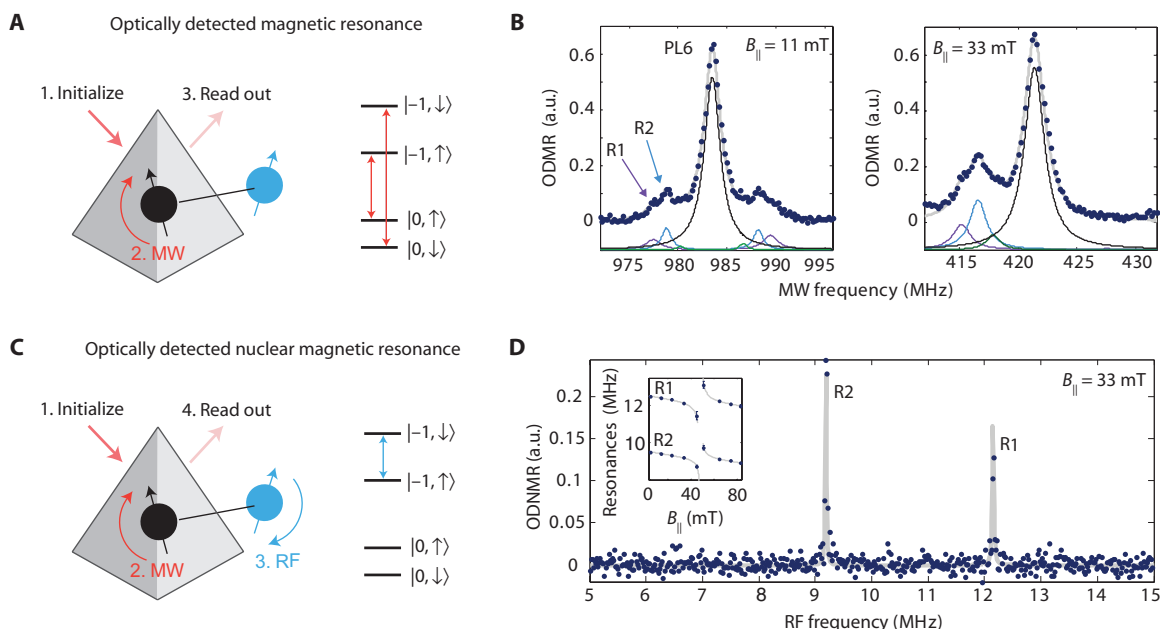 A
Optically detected magnetic resonance
1. Initialize
3. Read out
2. MW
|−1, ↓⟩
|−1, ↑⟩
|0, ↑⟩
|0, ↓⟩
B
PL6
B|| = 11 mT
R2
R1
ODMR (a.u.)
0.6
0.4
0.2
0
975
980
985
990
995
B|| = 33 mT
ODMR (a.u.)
0.6
0.4
0.2
0
415
420
425
430
MW frequency (MHz)
C
Optically detected nuclear magnetic resonance
1. Initialize
4. Read out
2. MW
3. RF
|−1, ↓⟩
|−1, ↑⟩
|0, ↑⟩
|0, ↓⟩
D
B|| = 33 mT
R2
R1
ODNMR (a.u.)
0.2
0.15
0.1
0.05
0
5
6
7
8
9
10
11
12
13
14
15
RF frequency (MHz)
R1
R2
Resonances (MHz)
12
10
0
40
80
B|| (mT)